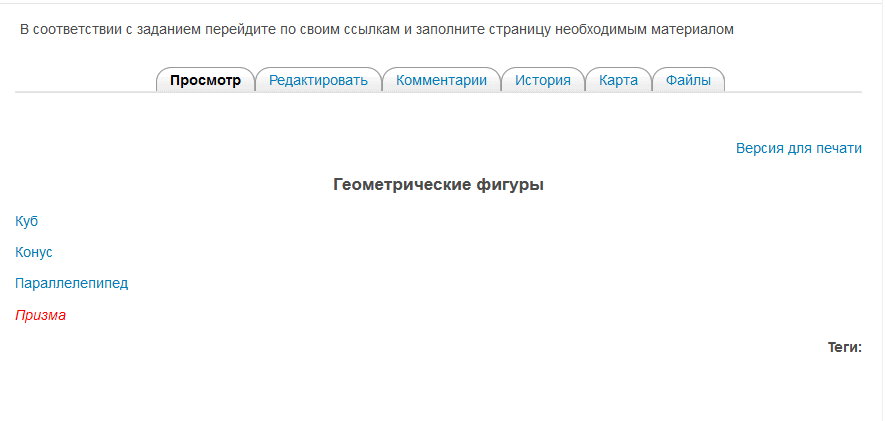 В соответствии с заданием перейдите по своим ссылкам и заполните страницу необходимым материалом
Просмотр Редактировать Комментарии История Карта Файлы
Версия для печати
Геометрические фигуры
Куб
Конус
Параллелепипед
Призма
Теги: